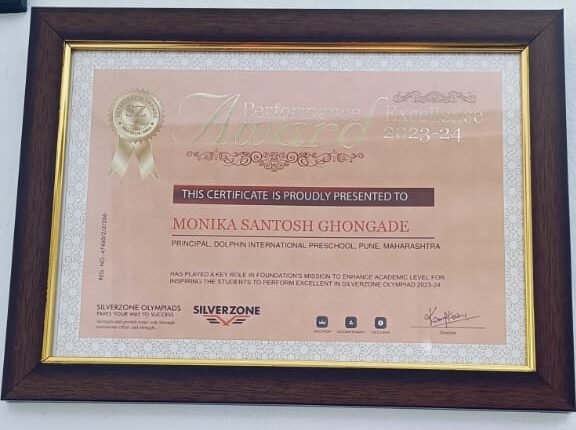 Performance Excellence
Award 2023-24
SZ
THIS CERTIFICATE IS PROUDLY PRESENTED TO
MONIKA SANTOSH GHONGADE
PRINCIPAL, DOLPHIN INTERNATIONAL PRESCHOOL, PUNE, MAHARASHTRA
HAS PLAYED A KEY ROLE IN FOUNDATION'S MISSION TO ENHANCE ACADEMIC LEVEL FOR
INSPIRING THE STUDENTS TO PERFORM EXCELLENT IN SILVERZONE OLYMPIAD 2023-24
SILVERZONE OLYMPIADS
PAVES YOUR WAY TO SUCCESS
SILVERZONE
Director